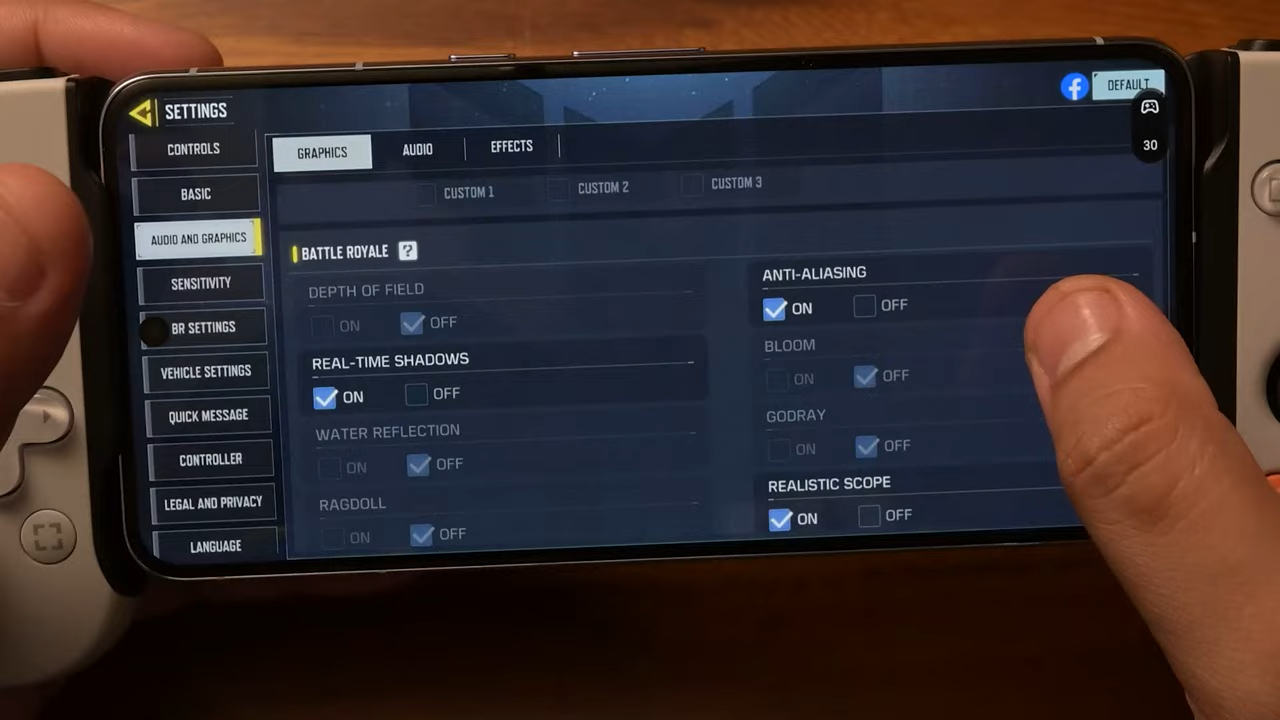 SETTINGS
DEFAULT
30
CONTROLS
BASIC
AUDIO AND GRAPHICS
SENSITIVITY
BR SETTINGS
VEHICLE SETTINGS
QUICK MESSAGE
CONTROLLER
LEGAL AND PRIVACY
LANGUAGE
GRAPHICS
AUDIO
EFFECTS
CUSTOM 1
CUSTOM 2
CUSTOM 3
BATTLE ROYALE ?
DEPTH OF FIELD
ON OFF
REAL-TIME SHADOWS
ON OFF
WATER REFLECTION
ON OFF
RAGDOLL
ON OFF
ANTI-ALIASING
ON OFF
BLOOM
ON OFF
GODRAY
ON OFF
REALISTIC SCOPE
ON OFF